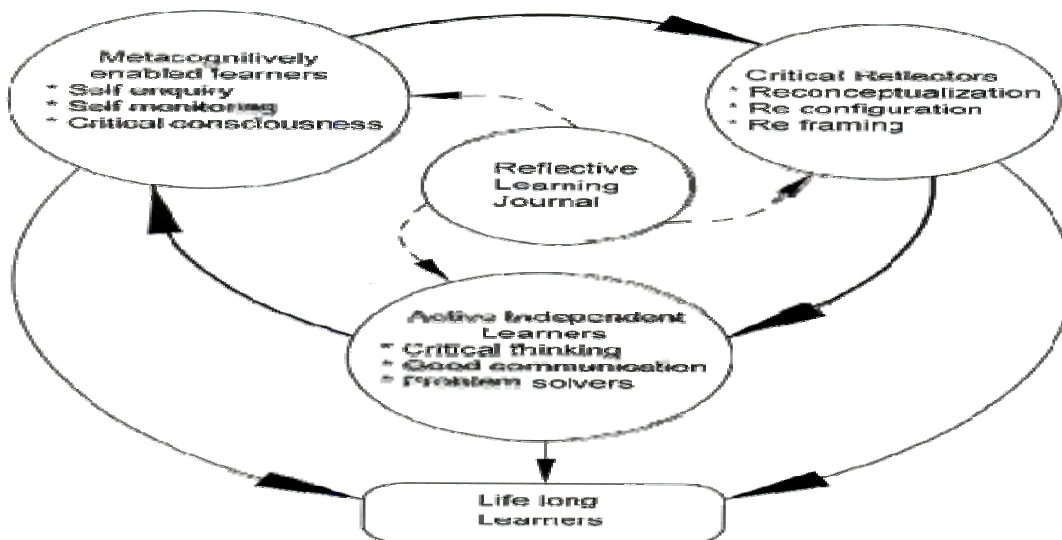 Metacognitively
enabled learners
* Self enquiry
* Self monitoring
* Critical consciousness
Critical Reflectors
* Reconceptualization
* Re configuration
* Re framing
Reflective
Learning
Journal
Active Independent
Learners
* Critical thinking
* Good communication
* Problem solvers
Life long
Learners